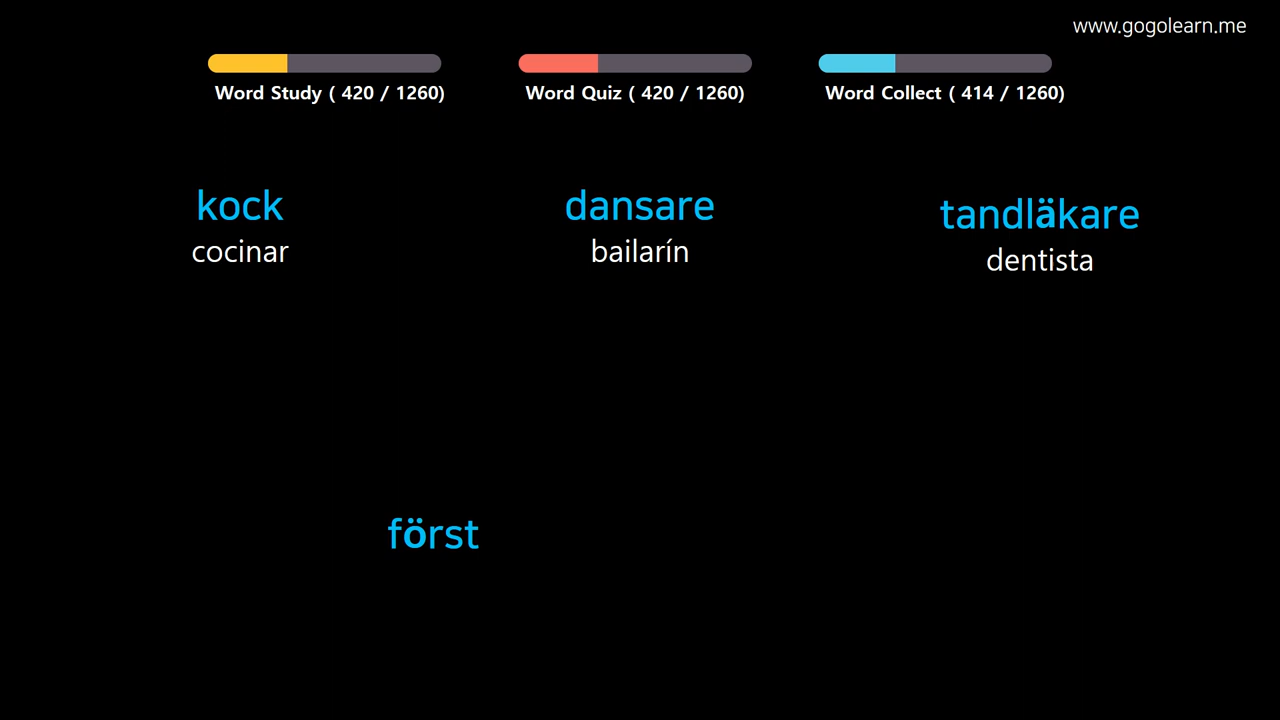 www.gogolearn.me
Word Study ( 420 / 1260)
Word Quiz ( 420 / 1260)
Word Collect ( 414 / 1260)
kock
cocinar
dansare
bailarín
tandläkare
dentista
först